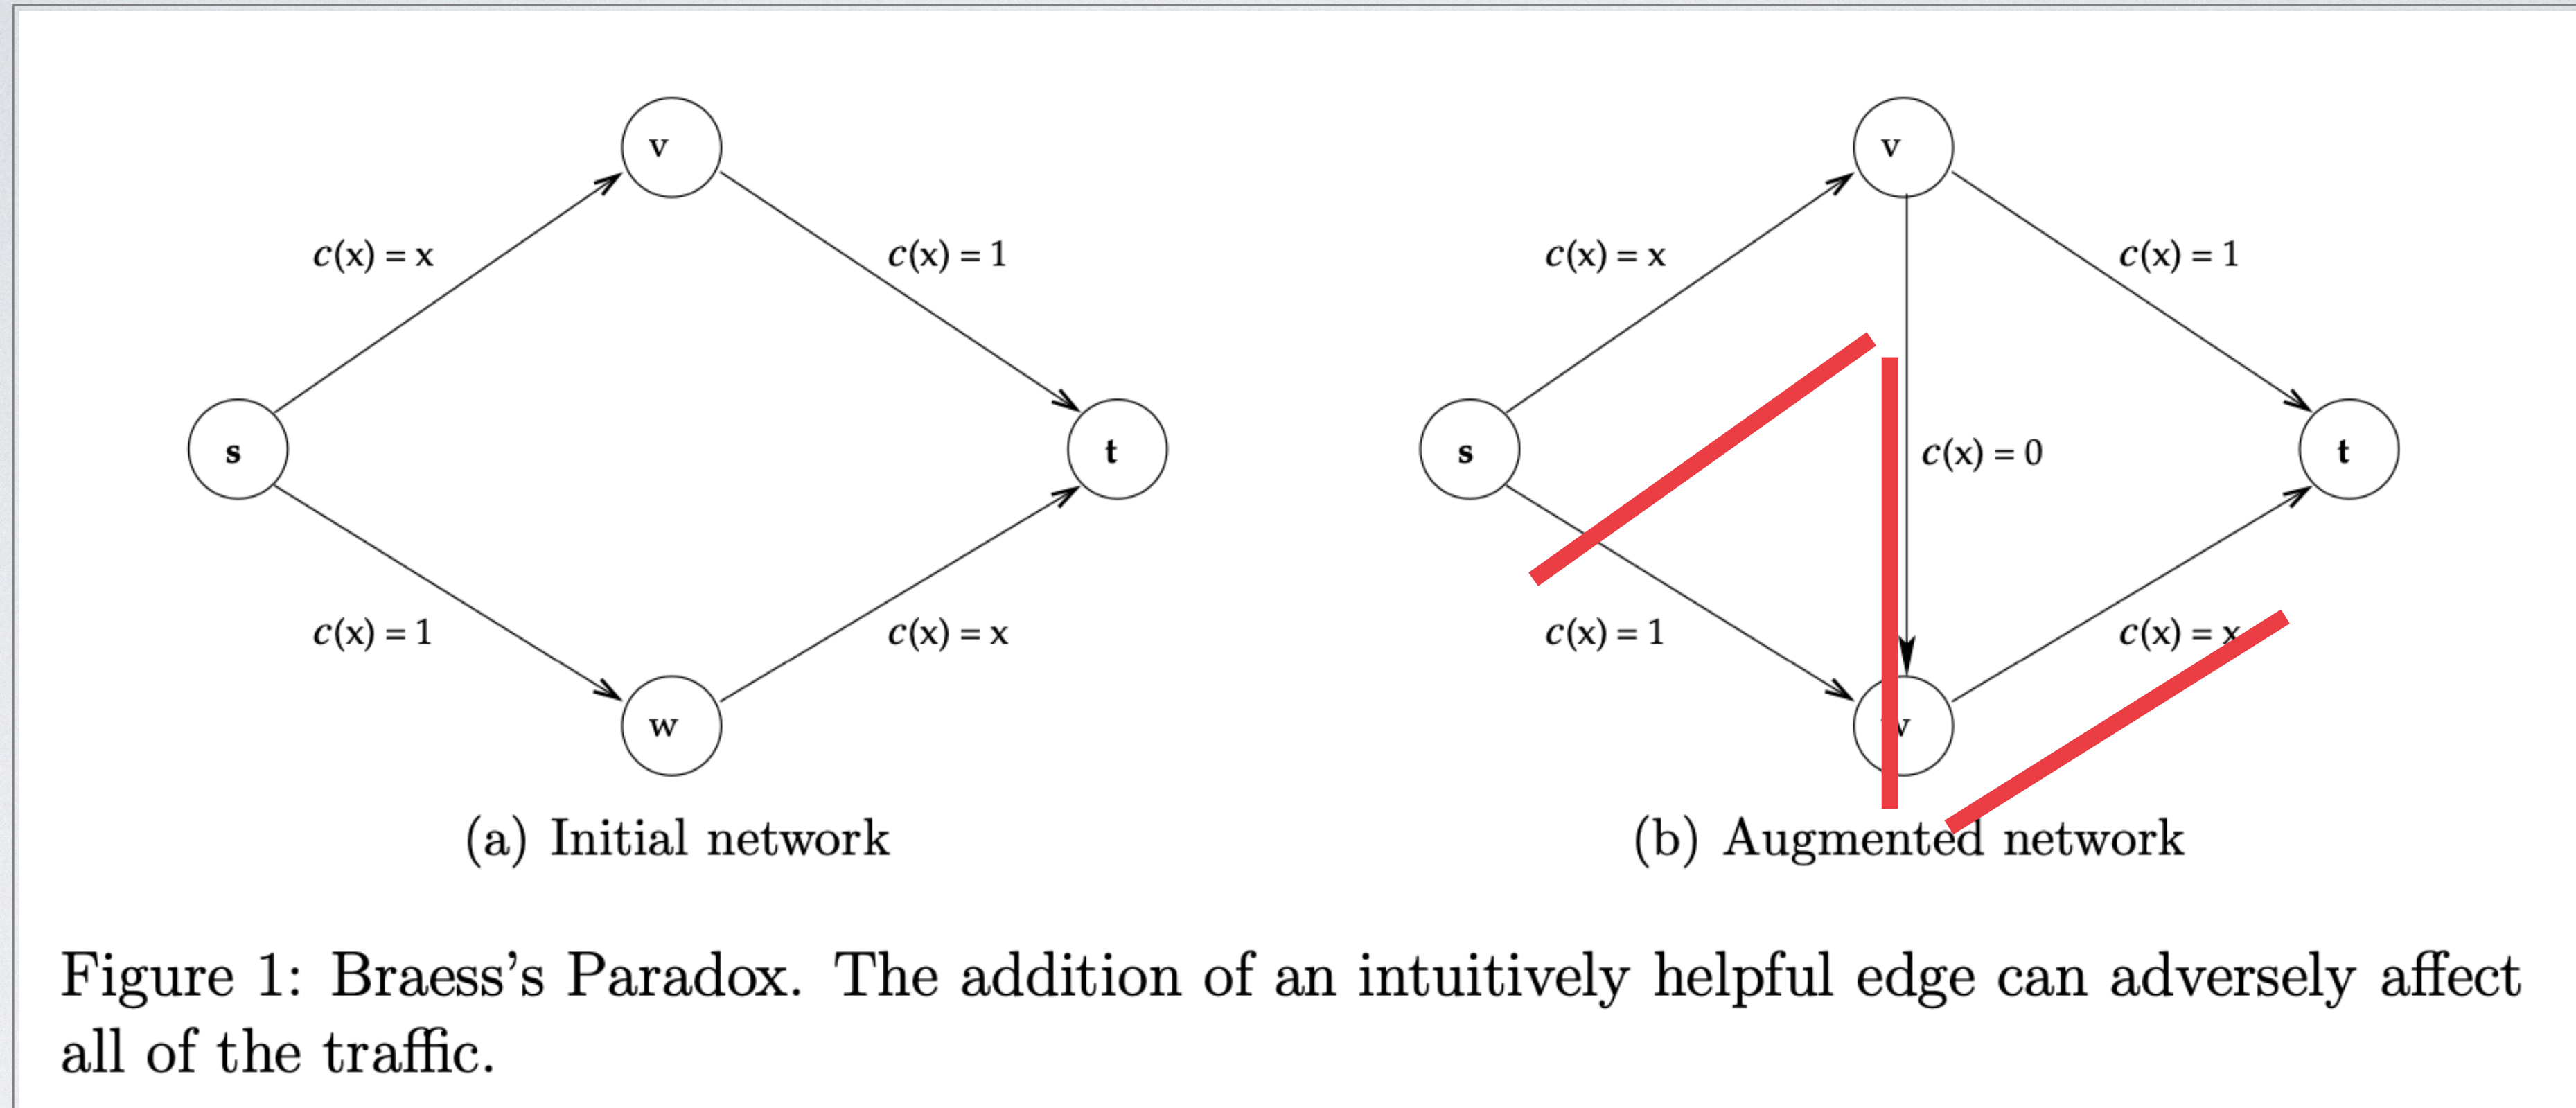 v
c(x) = x
c(x) = 1
s
t
c(x) = 1
c(x) = x
w
(a) Initial network
v
c(x) = x
c(x) = 1
s
c(x) = 0
t
c(x) = 1
c(x) = x
(b) Augmented network
Figure 1: Braess's Paradox. The addition of an intuitively helpful edge can adversely affect
all of the traffic.